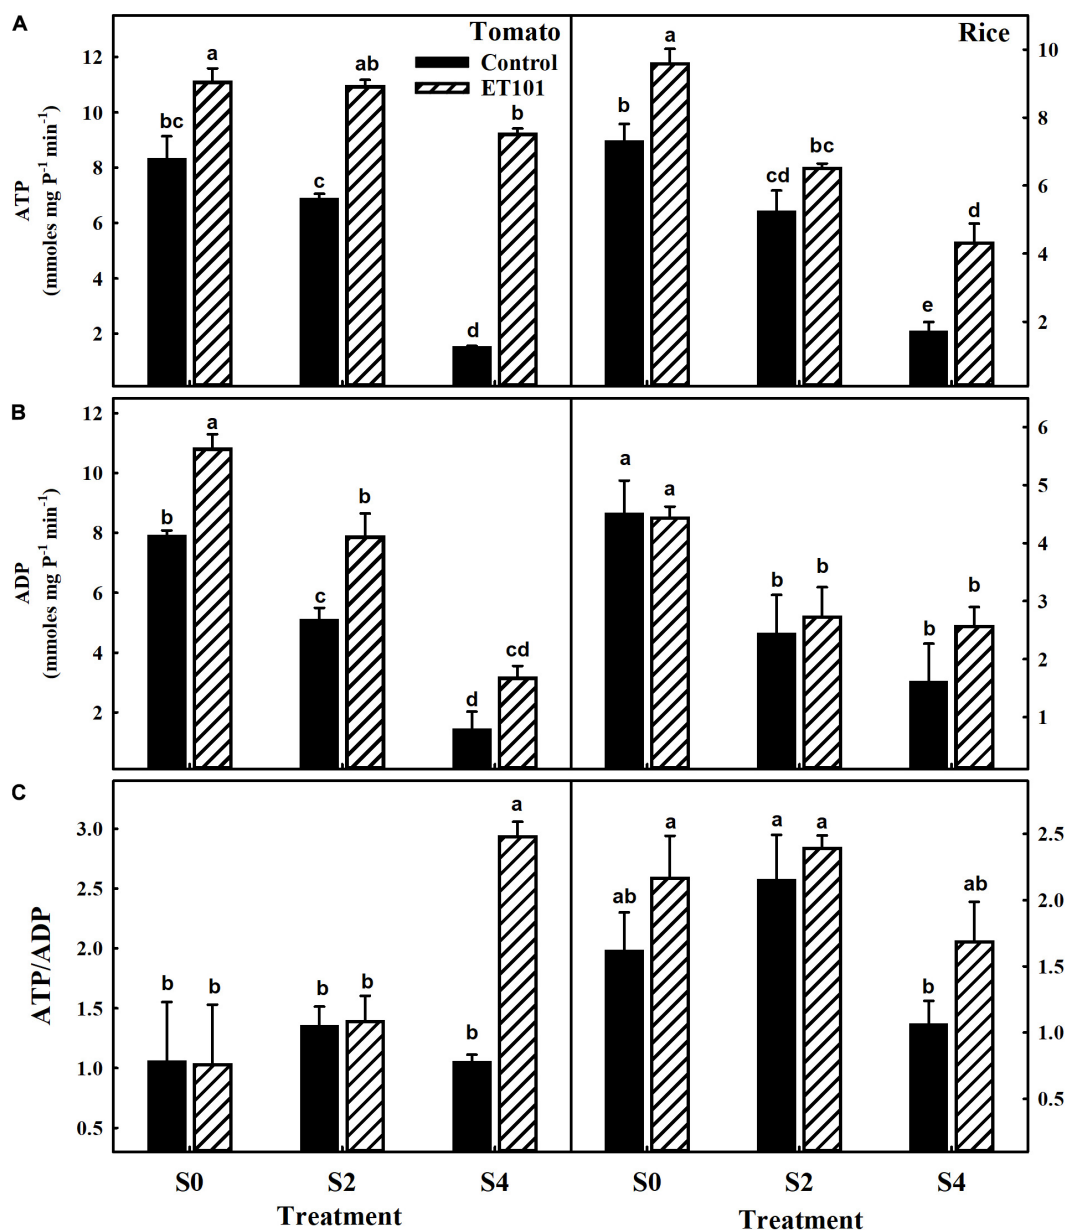 A
Tomato
Rice
Control
ET101
ATP
(mmoles mg P-1 min-1)
12
10
8
6
4
2
bc
a
c
ab
d
b
b
a
cd
bc
e
d
10
8
6
4
2
B
ADP
(mmoles mg P-1 min-1)
12
10
8
6
4
2
b
a
c
b
d
cd
a
a
b
b
b
b
6
5
4
3
2
1
C
ATP/ADP
3.0
2.5
2.0
1.5
1.0
0.5
b
b
b
b
b
a
ab
a
a
a
b
ab
2.5
2.0
1.5
1.0
0.5
S0 S2 S4 S0 S2 S4
Treatment Treatment